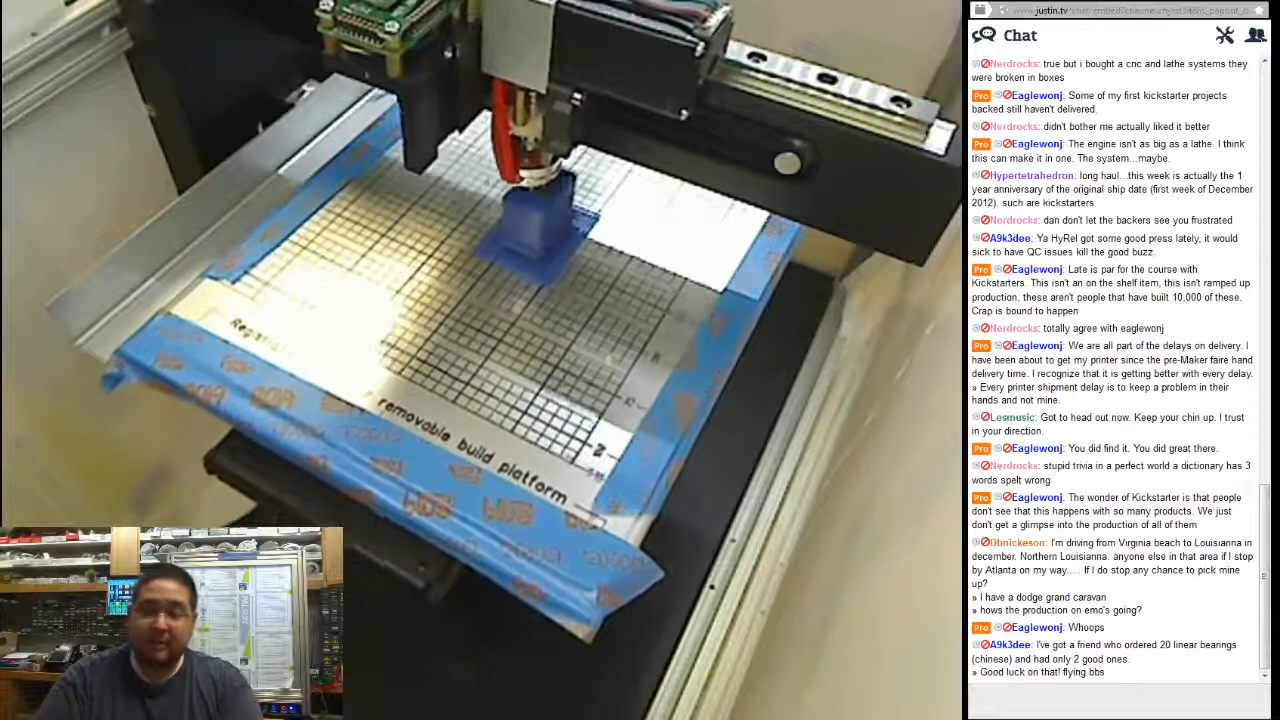 www.justin.tv
Chat
Nerdrocks: true but i bought a cnc and lathe systems they
were broken in boxes
Pro Eaglewonj: Some of my first kickstarter projects
backed still haven't delivered.
Nerdrocks: didn't bother me actually liked it better
Pro Eaglewonj: The engine isn't as big as a lathe. I think
this can make it in one. The system...maybe.
Hypertetrahedron: long haul...this week is actually the 1
year anniversary of the original ship date (first week of December
2012). such are kickstarters
Nerdrocks: dan don't let the backers see you frustrated
A9k3dee: Ya HyRel got some good press lately, it would
sick to have QC issues kill the good buzz.
Pro Eaglewonj: Late is par for the course with
Kickstarters. This isn't an on the shelf item, this isn't ramped up
production, these aren't people that have built 10,000 of these.
Crap is bound to happen
Nerdrocks: totally agree with eaglewonj
Pro Eaglewonj: We are all part of the delays on delivery. I
have been about to get my printer since the pre-Maker faire hand
delivery time. I recognize that it is getting better with every delay.
» Every printer shipment delay is to keep a problem in their
hands and not mine.
Lesmusic: Got to head out now. Keep your chin up. I trust
in your direction.
Pro Eaglewonj: You did find it. You did great there.
Nerdrocks: stupid trivia in a perfect world a dictionary has 3
words spelt wrong
Pro Eaglewonj: The wonder of Kickstarter is that people
don't see that this happens with so many products. We just
don't get a glimpse into the production of all of them
Dbnickeson: I'm driving from Virginia beach to Lousianna in
december. Northern Louisianna. anyone else in that area if I stop
by Atlanta on my way..... If I do stop any chance to pick mine
up?
» I have a dodge grand caravan
» hows the production on emo's going?
Pro Eaglewonj: Whoops
A9k3dee: I've got a friend who ordered 20 linear bearings
(chinese) and had only 2 good ones.
» Good luck on that! flying bbs
removable build platform